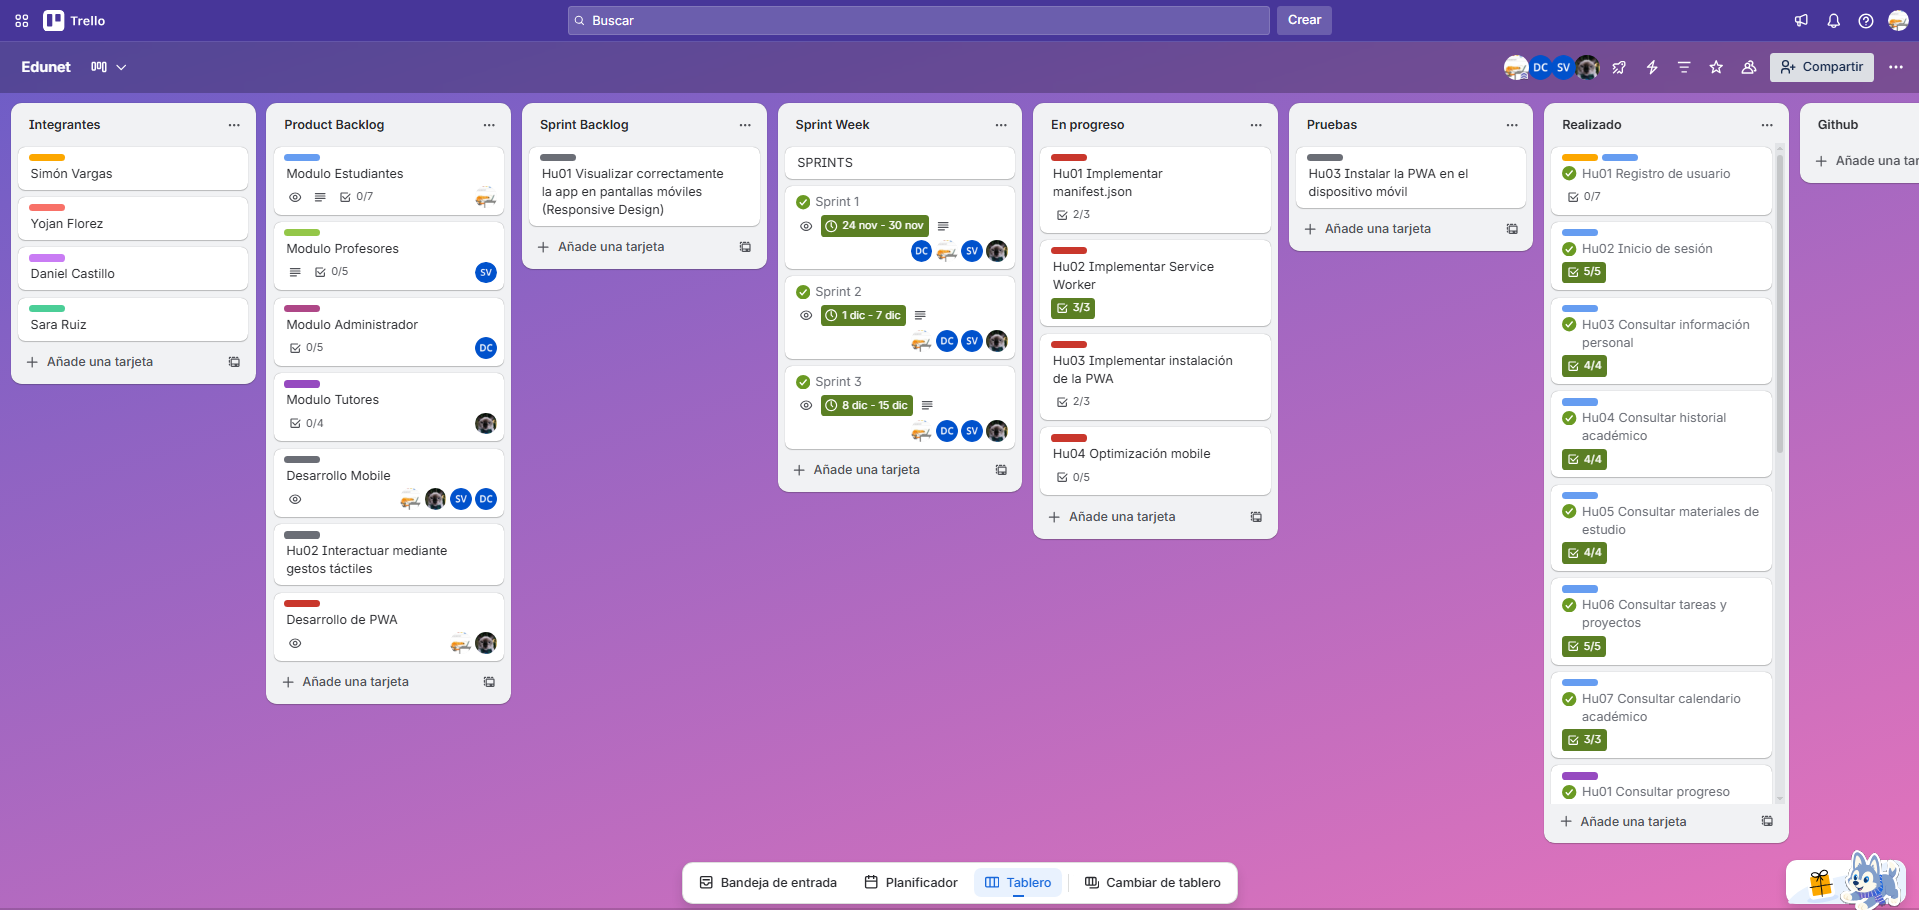 Trello
Buscar
Crear
Edunet
DC
SV
Compartir
Integrantes
Simón Vargas
Yojan Florez
Daniel Castillo
Sara Ruiz
Añade una tarjeta
Product Backlog
Modulo Estudiantes
0/7
Modulo Profesores
0/5
SV
Modulo Administrador
0/5
DC
Modulo Tutores
0/4
Desarrollo Mobile
SV
DC
Hu02 Interactuar mediante
gestos táctiles
Desarrollo de PWA
Añade una tarjeta
Sprint Backlog
Hu01 Visualizar correctamente
la app en pantallas móviles
(Responsive Design)
Añade una tarjeta
Sprint Week
SPRINTS
Sprint 1
24 nov - 30 nov
DC
SV
Sprint 2
1 dic - 7 dic
DC
SV
Sprint 3
8 dic - 15 dic
DC
SV
Añade una tarjeta
En progreso
Hu01 Implementar
manifest.json
2/3
Hu02 Implementar Service
Worker
3/3
Hu03 Implementar instalación
de la PWA
2/3
Hu04 Optimización mobile
0/5
Añade una tarjeta
Pruebas
Hu03 Instalar la PWA en el
dispositivo móvil
Añade una tarjeta
Realizado
Hu01 Registro de usuario
0/7
Hu02 Inicio de sesión
5/5
Hu03 Consultar información
personal
4/4
Hu04 Consultar historial
académico
4/4
Hu05 Consultar materiales de
estudio
4/4
Hu06 Consultar tareas y
proyectos
5/5
Hu07 Consultar calendario
académico
3/3
Hu01 Consultar progreso
Añade una tarjeta
Github
Añade una tar
Bandeja de entrada
Planificador
Tablero
Cambiar de tablero